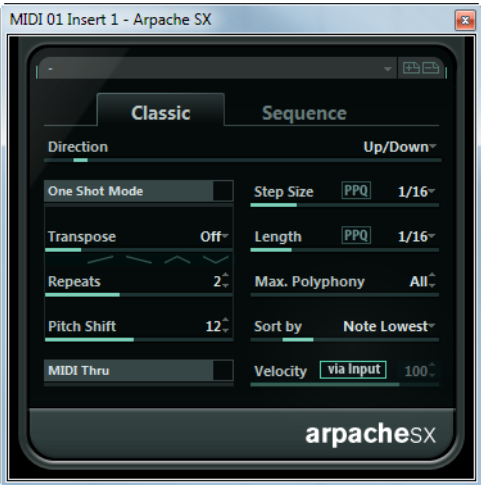 MIDI 01 Insert 1 - Arpache SX
-
Classic Sequence
Direction Up/Down
One Shot Mode Step Size PPQ 1/16
Transpose Off Length PPQ 1/16
Repeats 2 Max. Polyphony All
Pitch Shift 12 Sort by Note Lowest
MIDI Thru Velocity via Input 100
arpacheSX